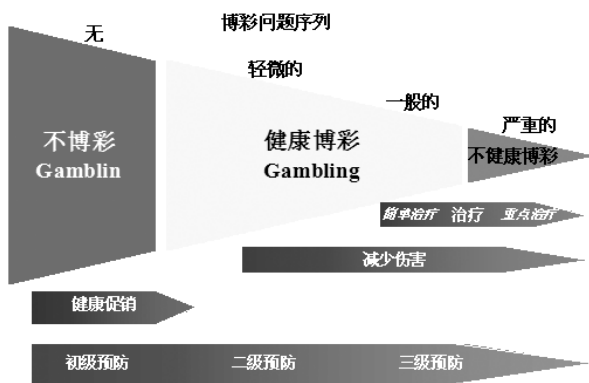 博彩问题序列
无
轻微的
一般的
严重的
不博彩
Gamblin
健康博彩
Gambling
不健康博彩
简单治疗 治疗 重点治疗
减少伤害
健康促销
初级预防 二级预防 三级预防